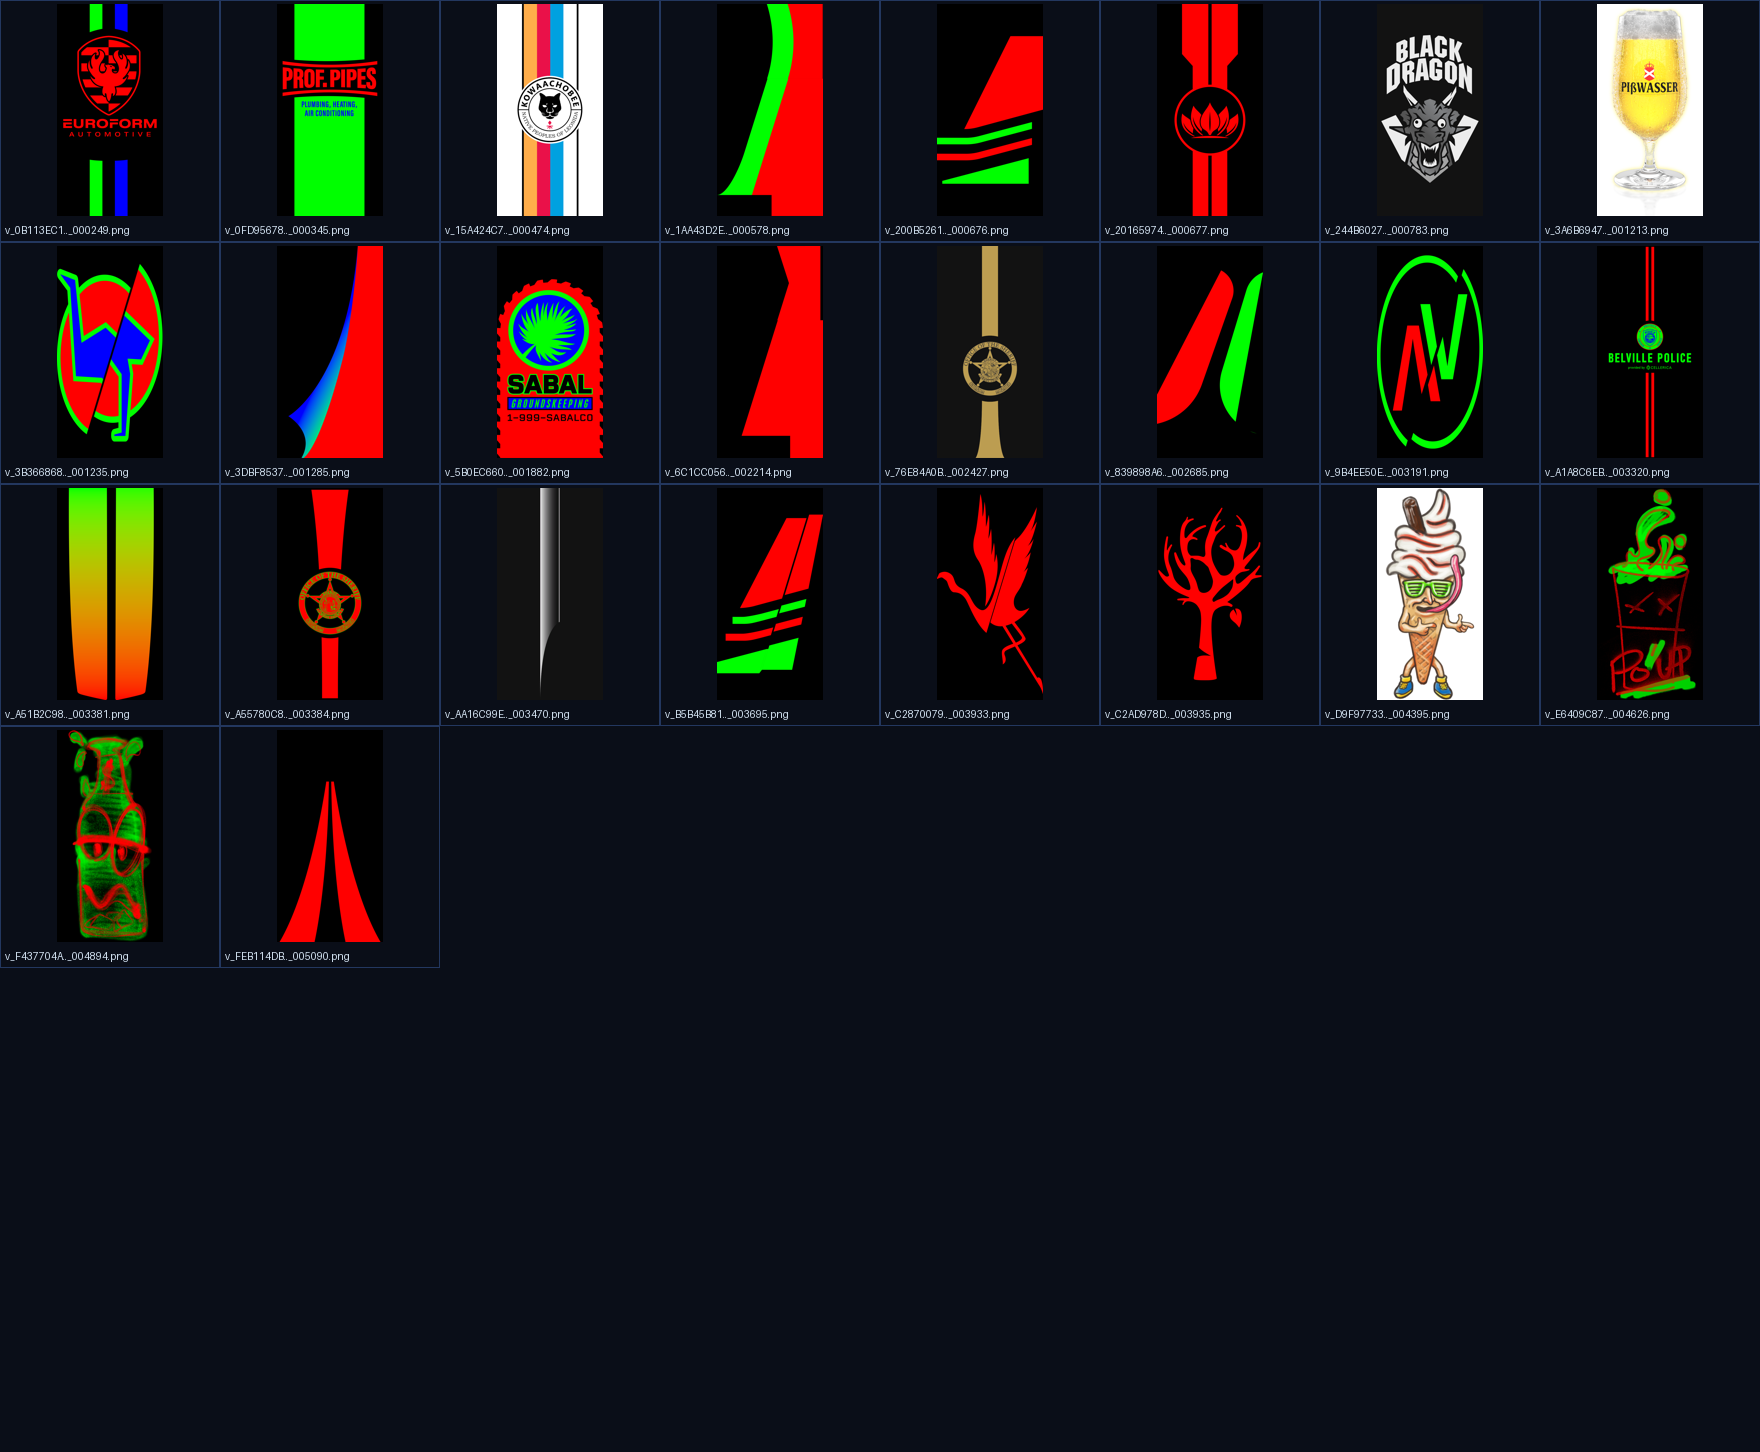 EUROFORM
AUTOMOTIVE
v_0B113EC1.._000249.png
PROF. PIPES
PLUMBING, HEATING,
AIR CONDITIONING
v_0FD95678.._000345.png
KOWAACHOBEE
NATIVE PEOPLES OF LEONIDA
v_15A424C7.._000474.png
v_1AA43D2E.._000578.png
v_200B5261.._000676.png
v_20165974.._000677.png
BLACK
DRAGON
v_244B6027.._000783.png
PIßWASSER
v_3A6B6947.._001213.png
v_3B366868.._001235.png
v_3DBF8537.._001285.png
SABAL
GROUNDSKEEPING
1-999-SABALCO
v_5B0EC660.._001882.png
v_6C1CC056.._002214.png
v_76E84A0B.._002427.png
v_839898A6.._002685.png
v_9B4EE50E.._003191.png
BELVILLE POLICE
v_A1A8C6EB.._003320.png
v_A51B2C98.._003381.png
v_A55780C8.._003384.png
v_AA16C99E.._003470.png
v_B5B45B81.._003695.png
v_C2870079.._003933.png
v_C2AD978D.._003935.png
v_D9F97733.._004395.png
v_E6409C87.._004626.png
v_F437704A.._004894.png
v_FEB114DB.._005090.png